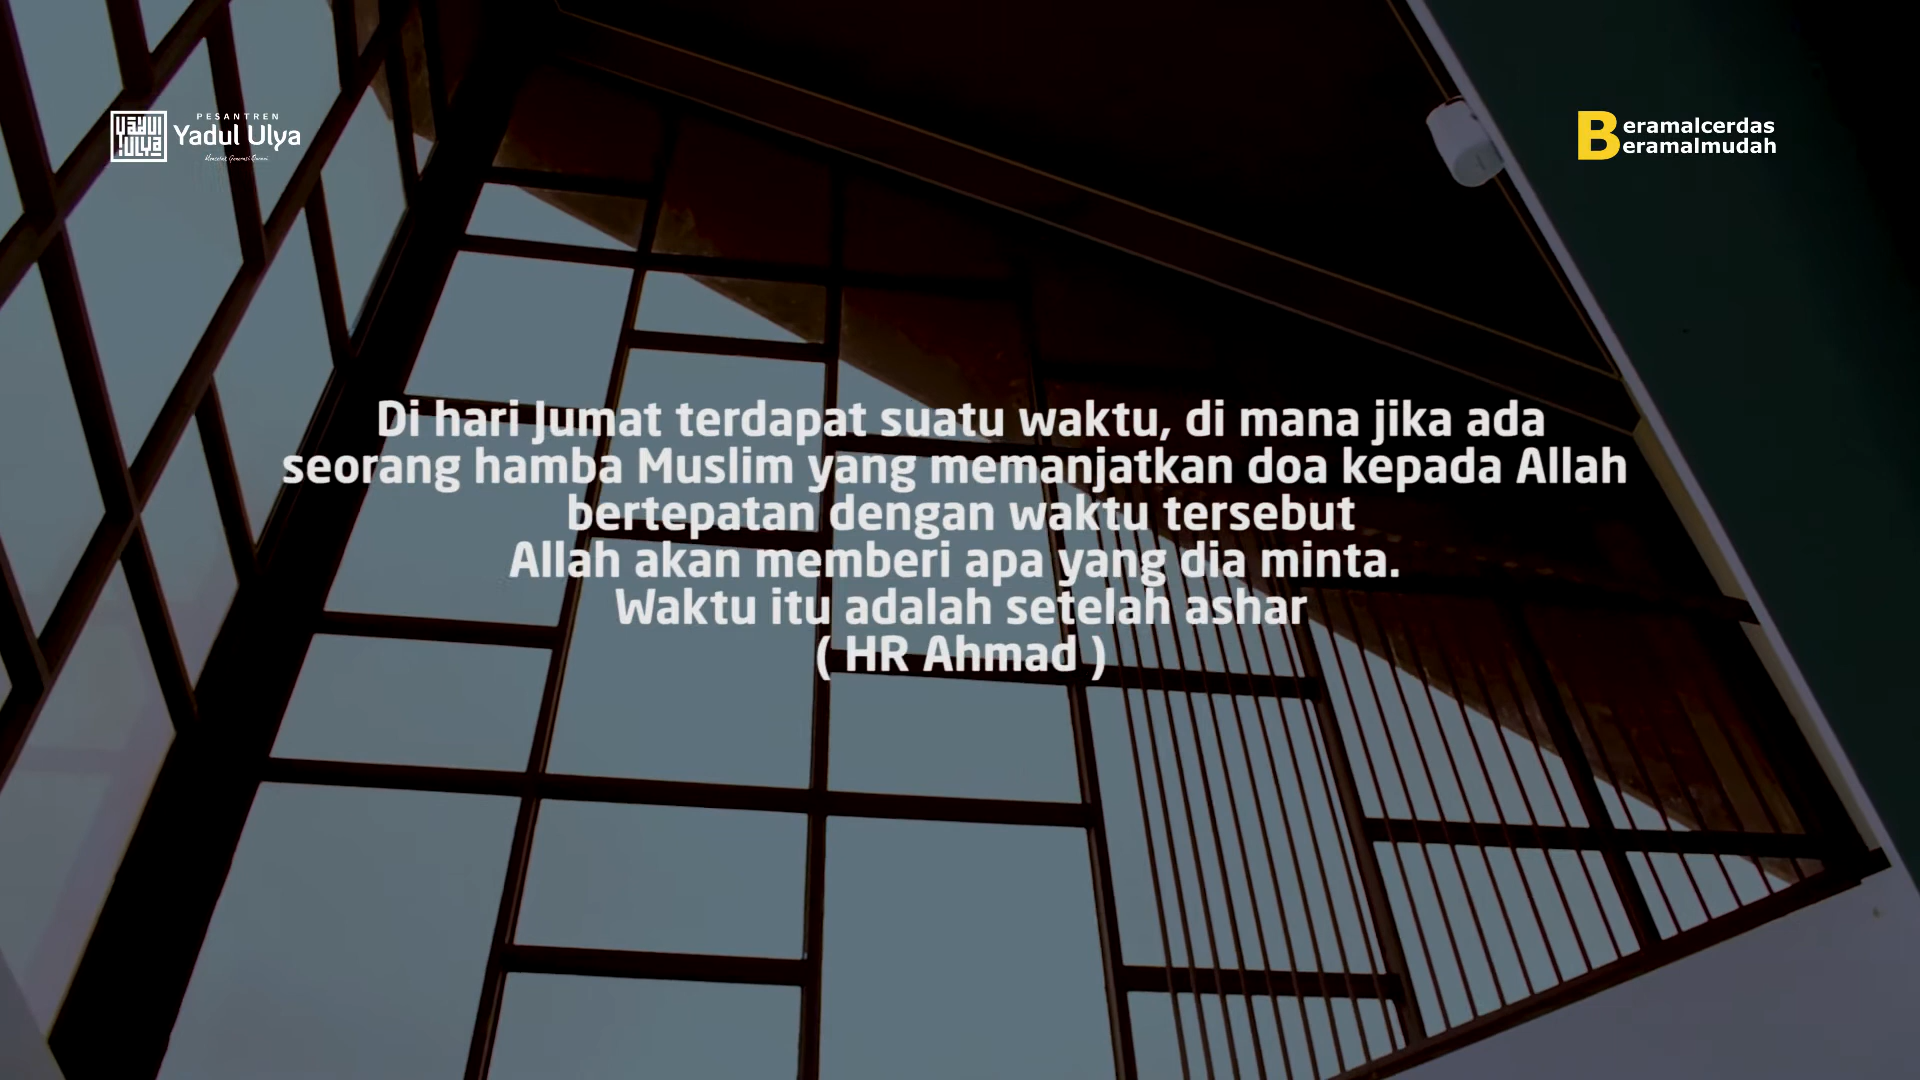 PESANTREN
Yadul Ulya
Yadul Ulya
Beramalcerdas
Beramalmudah
Di hari Jumat terdapat suatu waktu, di mana jika ada
seorang hamba Muslim yang memanjatkan doa kepada Allah
bertepatan dengan waktu tersebut
Allah akan memberi apa yang dia minta.
Waktu itu adalah setelah ashar
( HR Ahmad )